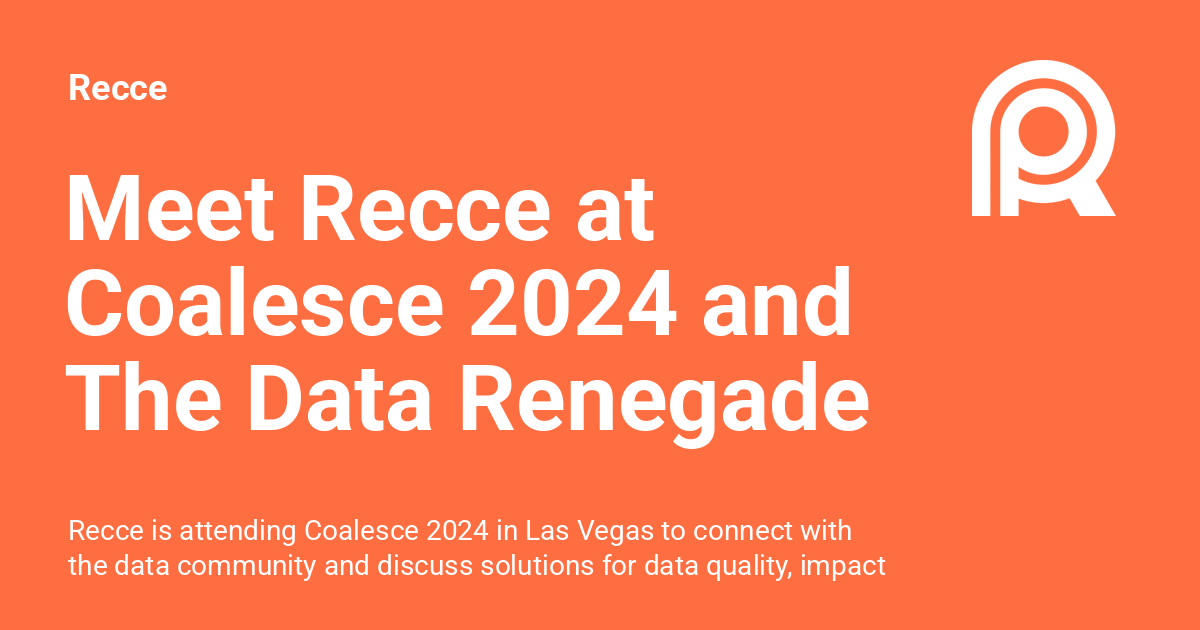 Recce
Meet Recce at
Coalesce 2024 and
The Data Renegade
Recce is attending Coalesce 2024 in Las Vegas to connect with
the data community and discuss solutions for data quality, impact